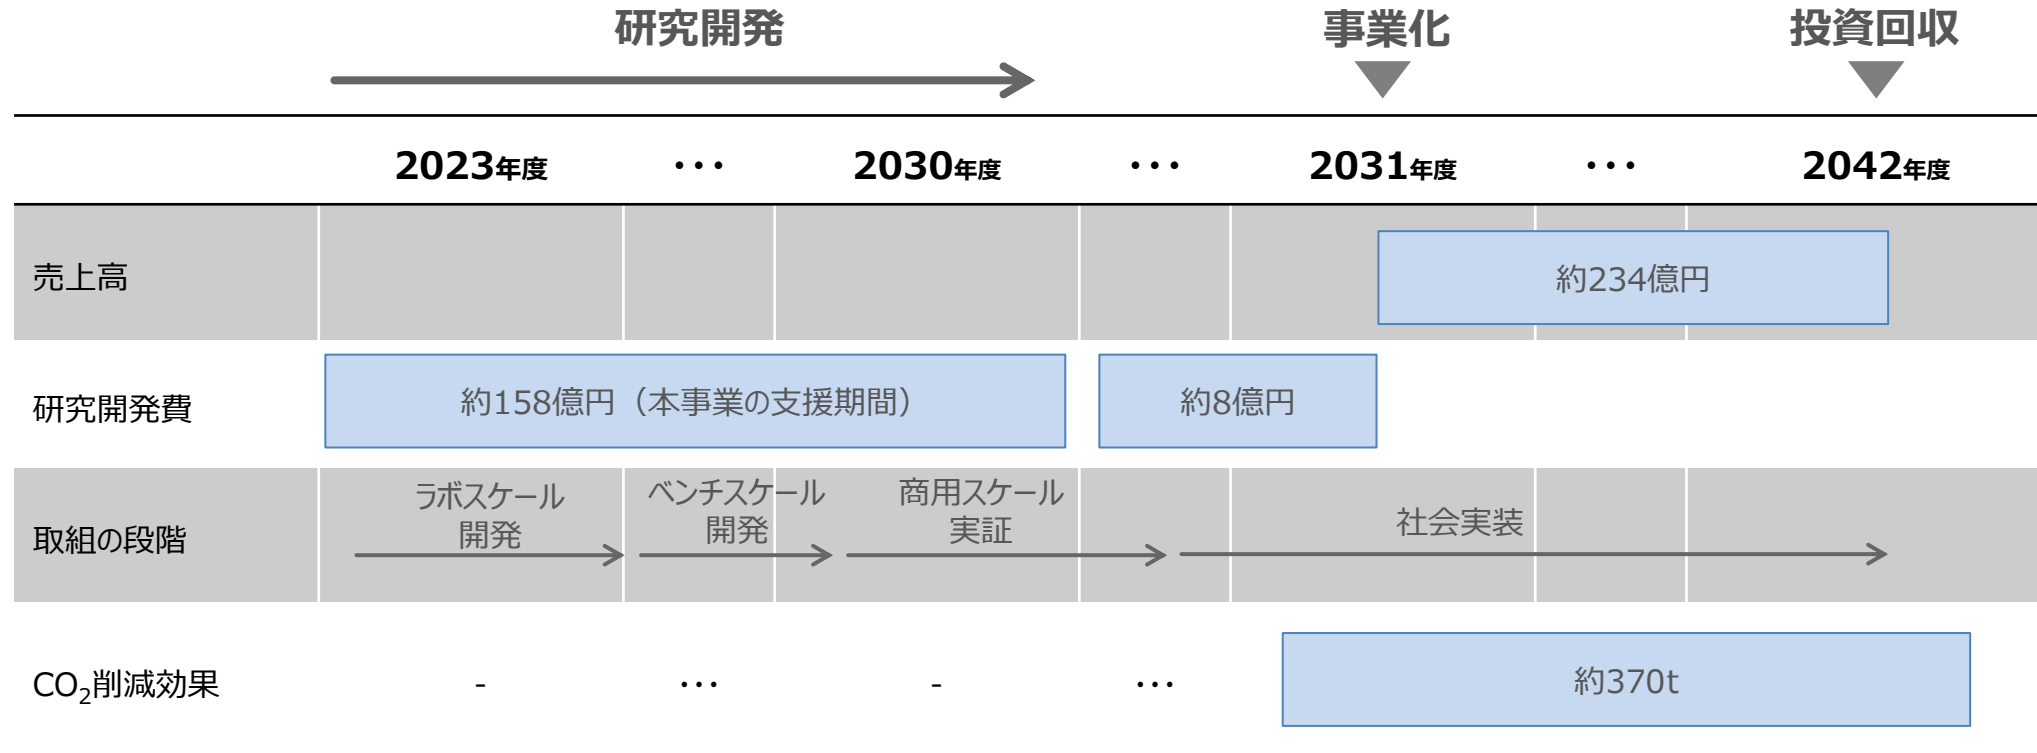 研究開発 事業化 投資回収
2023年度 ・・・ 2030年度 ・・・ 2031年度 ・・・ 2042年度
売上高 約234億円
研究開発費 約158億円（本事業の支援期間） 約8億円
取組の段階
ラボスケール
開発
ベンチスケール
開発
商用スケール
実証
社会実装
CO₂削減効果 - ・・・ - ・・・ 約370t